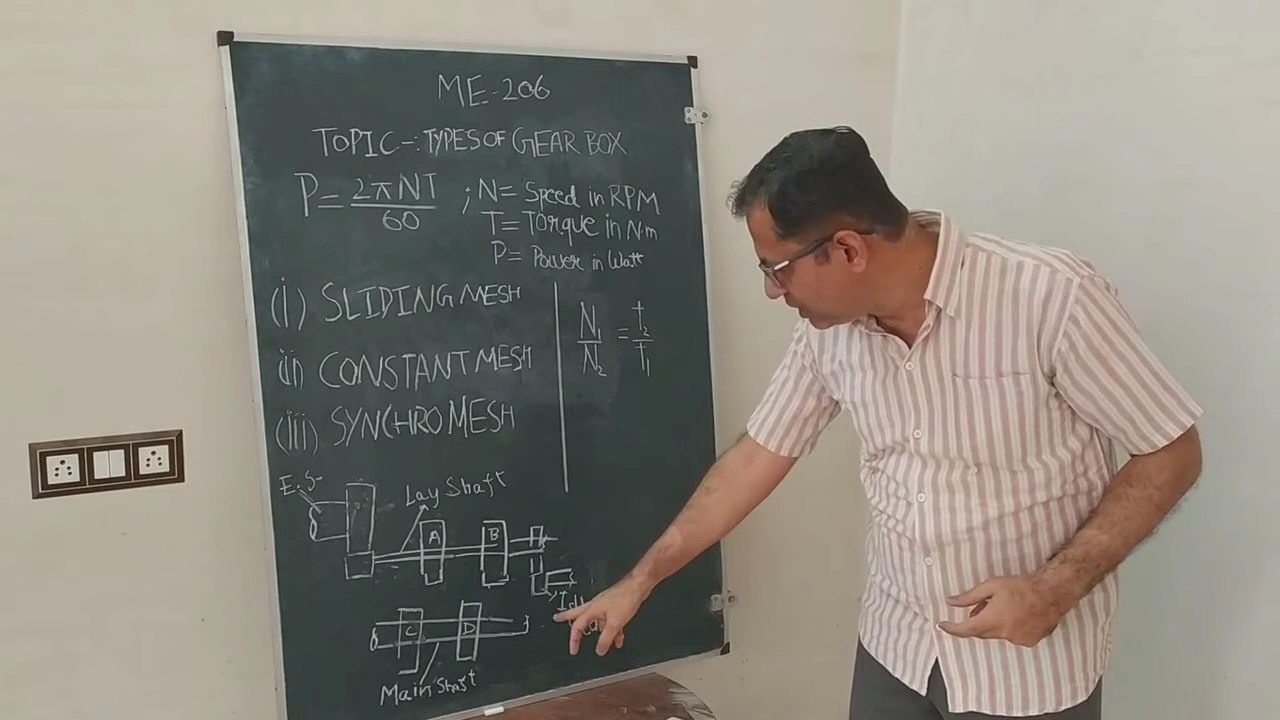 ME-206
TOPIC-: TYPES OF GEAR BOX
P = 2πNT / 60 ; N = Speed in RPM
T = Torque in N.m
P = Power in Watt
(i) SLIDING MESH
(ii) CONSTANT MESH
(iii) SYNCHROMESH
N₁ / N₂ = t₂ / t₁
E.S-
Lay Shaft
A B
C D
Main Shaft